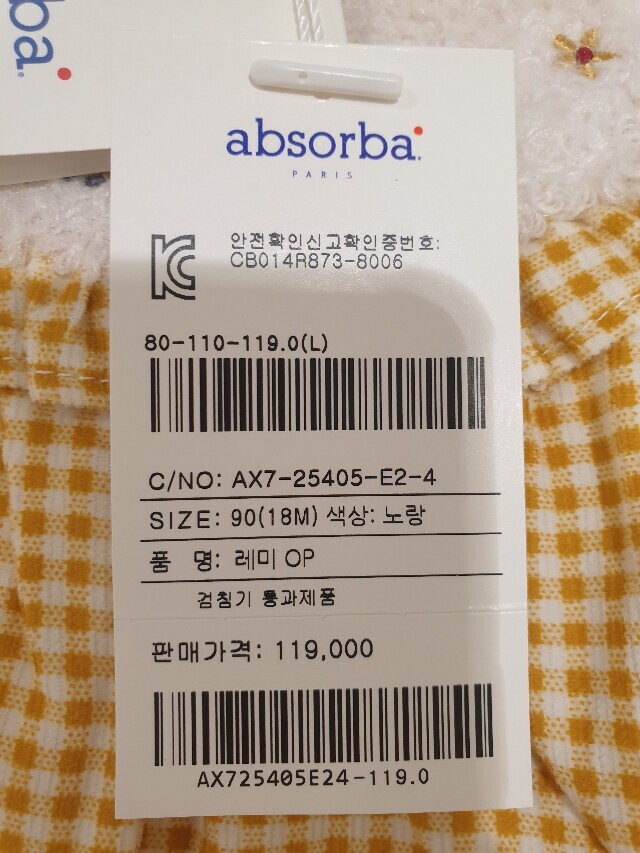 ba.
absorba.
PARIS
안전확인신고확인증번호:
CB014R873-8006
80-110-119.0(L)
C/NO: AX7-25405-E2-4
SIZE: 90(18M) 색상: 노랑
품 명: 레미 OP
검침기 통과제품
판매가격: 119,000
AX725405E24-119.0